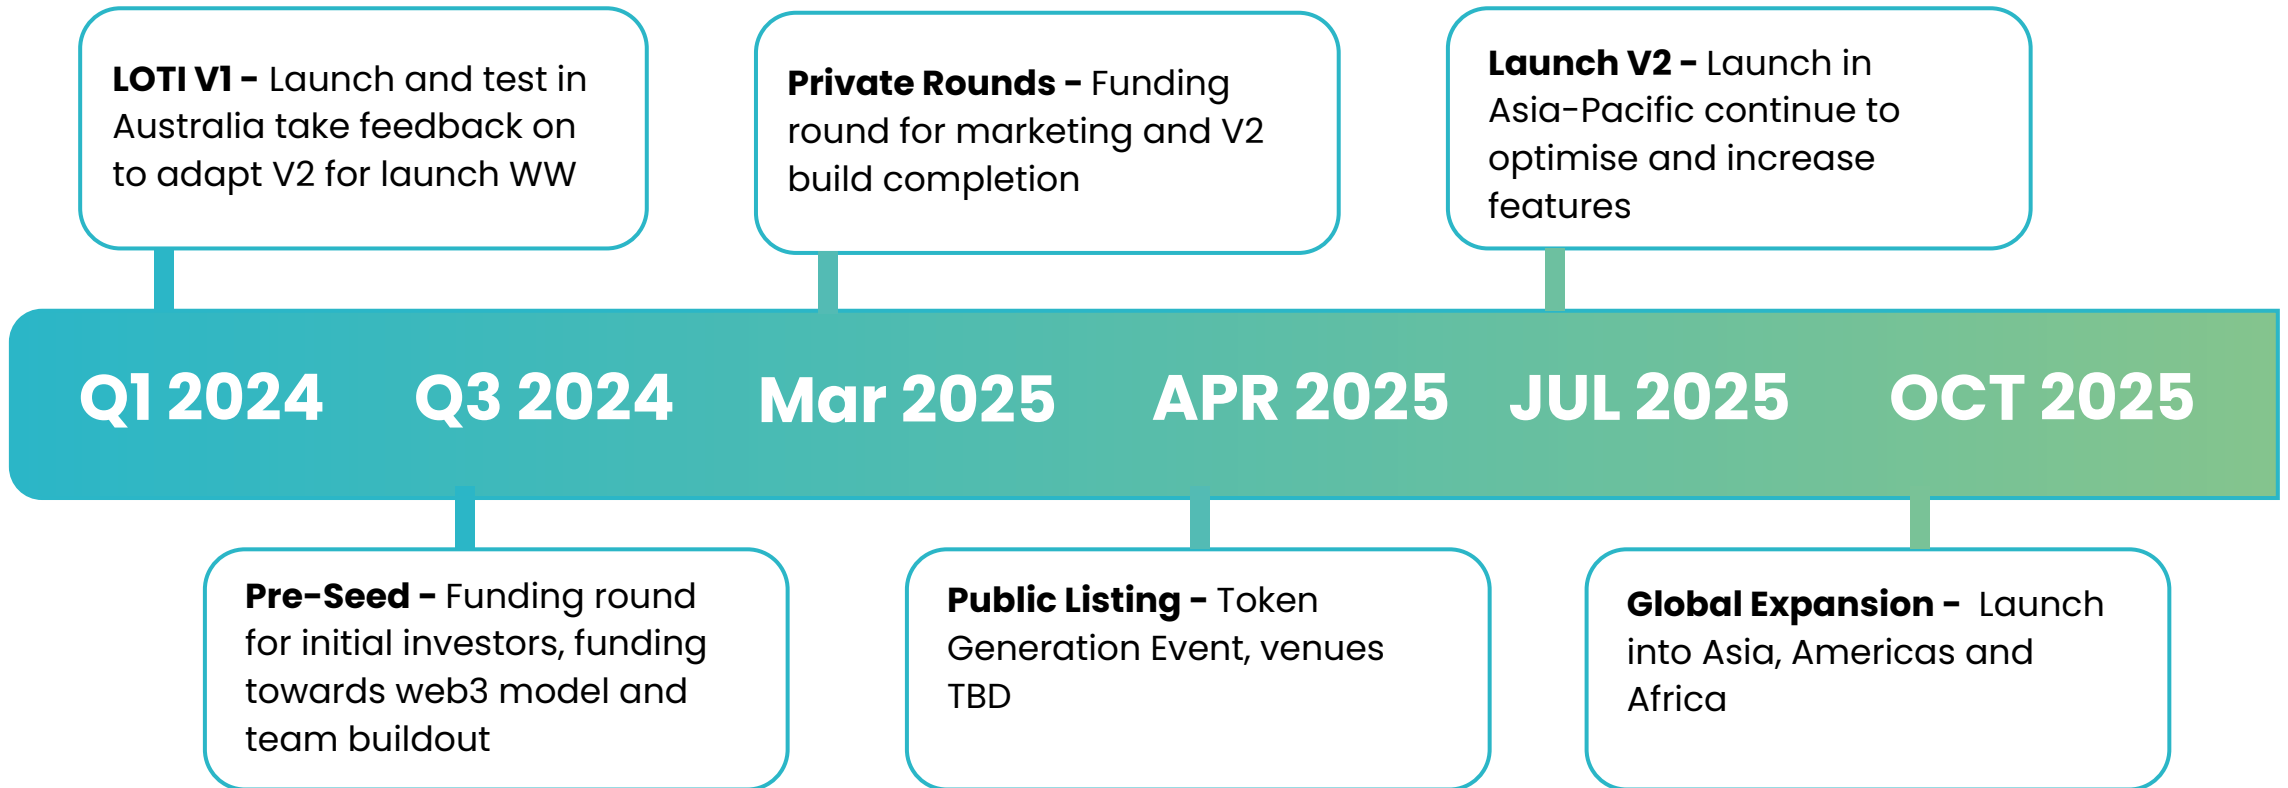 LOTI V1 - Launch and test in
Australia take feedback on
to adapt V2 for launch WW
Private Rounds - Funding
round for marketing and V2
build completion
Launch V2 - Launch in
Asia-Pacific continue to
optimise and increase
features
Q1 2024 Q3 2024 Mar 2025 APR 2025 JUL 2025 OCT 2025
Pre-Seed - Funding round
for initial investors, funding
towards web3 model and
team buildout
Public Listing - Token
Generation Event, venues
TBD
Global Expansion - Launch
into Asia, Americas and
Africa